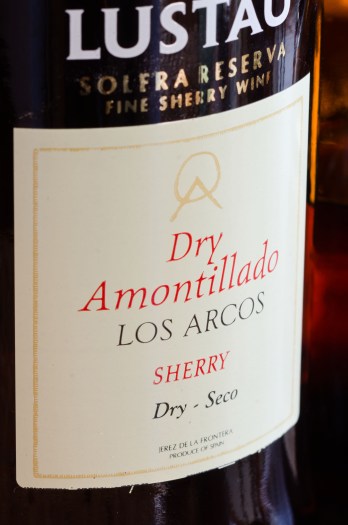 LUSTAU
SOLERA RESERVA
FINE SHERRY WINE
Dry
Amontillado
LOS ARCOS
SHERRY
Dry - Seco
JEREZ DE LA FRONTERA
PRODUCE OF SPAIN